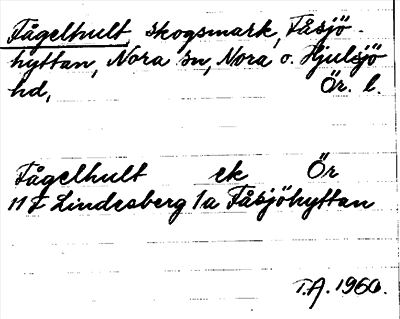 Fågelhult, skogsmark, Fåsjö-
hyttan, Nora sn, Nora o. Hjulsjö
hd, Ör. l.
Fågelhult ek Ör
11 F Lindesberg 1a Fåsjöhyttan
T.A. 1960.